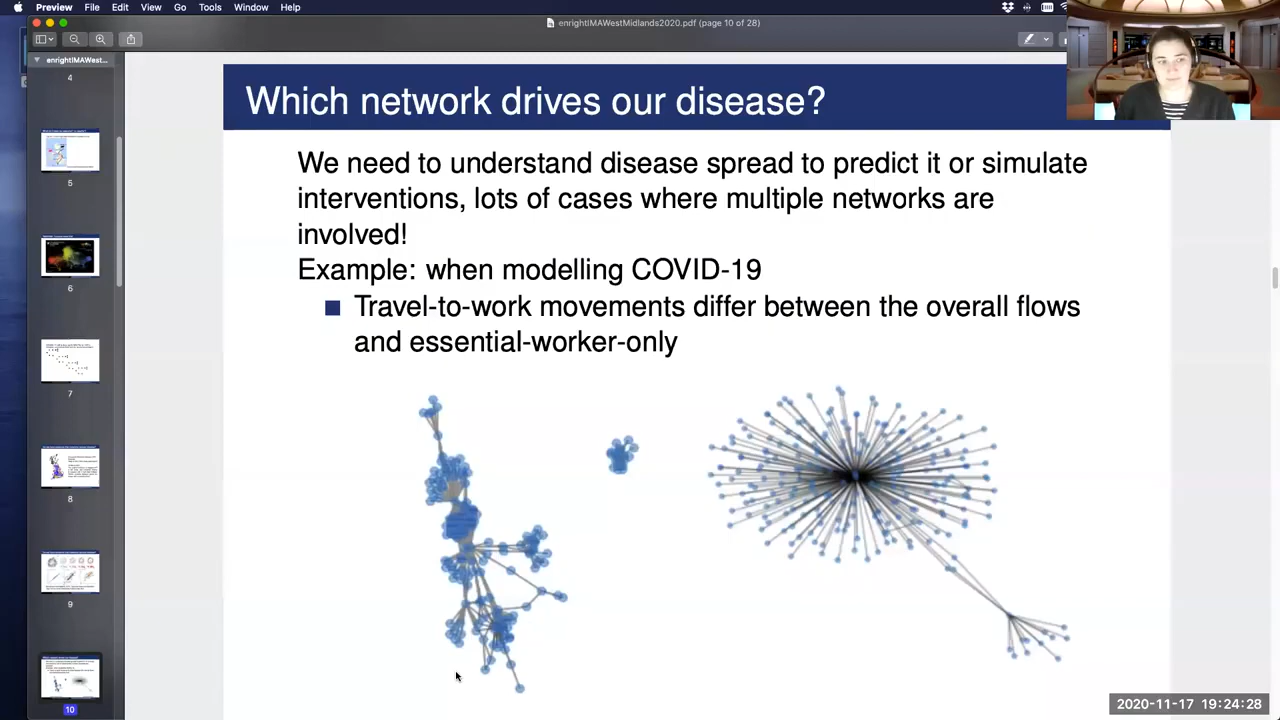 Preview File Edit View Go Tools Window Help
enrightIMAWestMidlands2020.pdf (page 10 of 28)
enrightIMAWest...
4
5
6
7
8
9
10
Which network drives our disease?
We need to understand disease spread to predict it or simulate
interventions, lots of cases where multiple networks are
involved!
Example: when modelling COVID-19
Travel-to-work movements differ between the overall flows
and essential-worker-only
2020-11-17 19:24:28